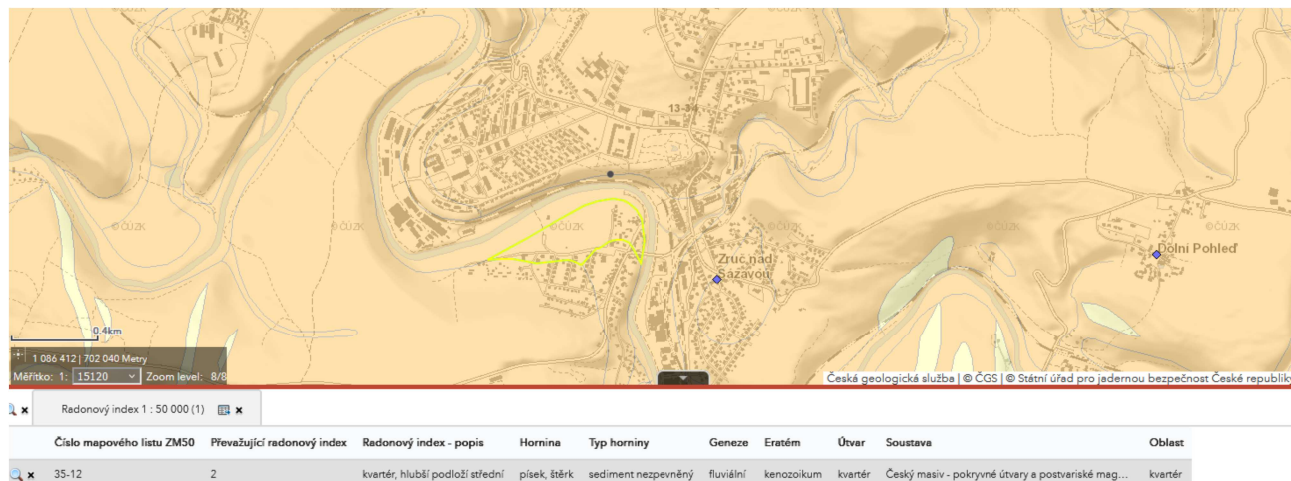 13-34
© ČÚZK
© ČÚZK
© ČÚZK
© ČÚZK
Dolní Pohleď
Zruč nad
Sázavou
0.4km
1 086 412 | 702 040 Metry
Měřítko: 1: 15120 Zoom level: 8/8
Česká geologická služba | © ČGS | © Státní úřad pro jadernou bezpečnost České republiky
Radonový index 1 : 50 000 (1)
Číslo mapového listu ZM50 Převažující radonový index Radonový index - popis Hornina Typ horniny Geneze Eratém Útvar Soustava Oblast
35-12 2 kvartér, hlubší podloží střední písek, štěrk sediment nezpevněný fluviální kenozoikum kvartér Český masiv - pokryvné útvary a postvariské mag... kvartér